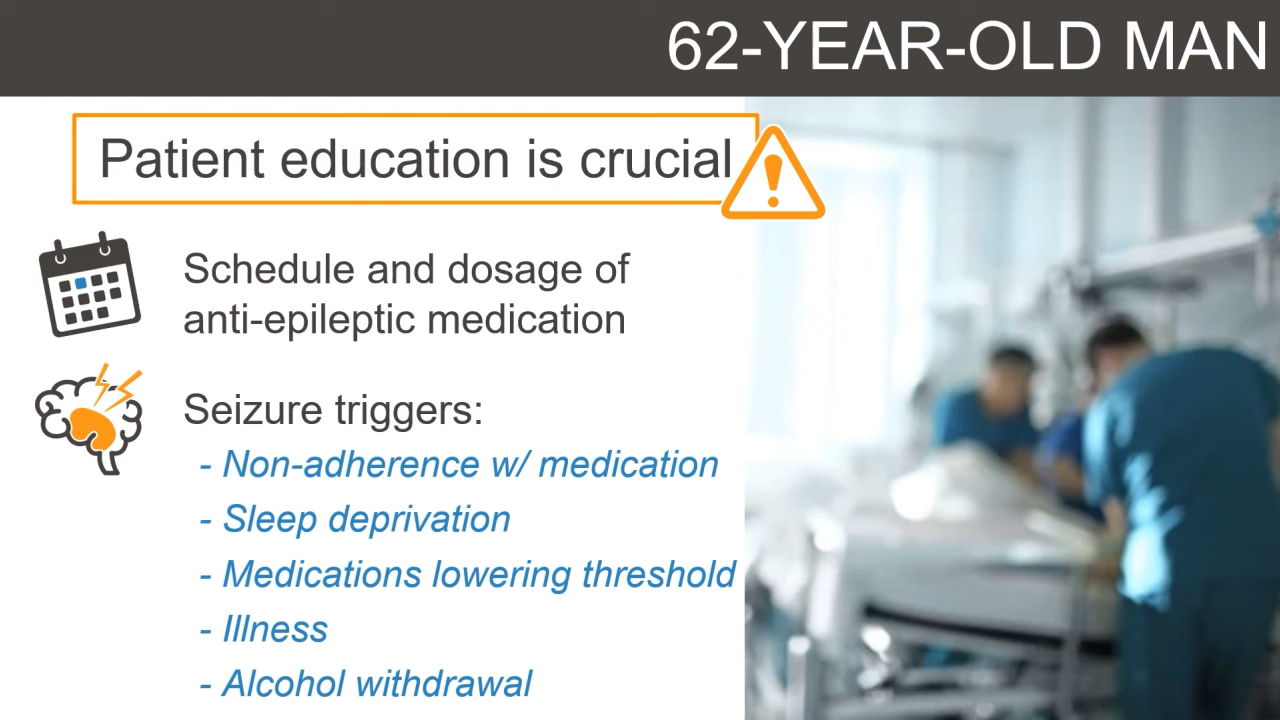 62-YEAR-OLD MAN
Patient education is crucial
Schedule and dosage of
anti-epileptic medication
Seizure triggers:
- Non-adherence w/ medication
- Sleep deprivation
- Medications lowering threshold
- Illness
- Alcohol withdrawal